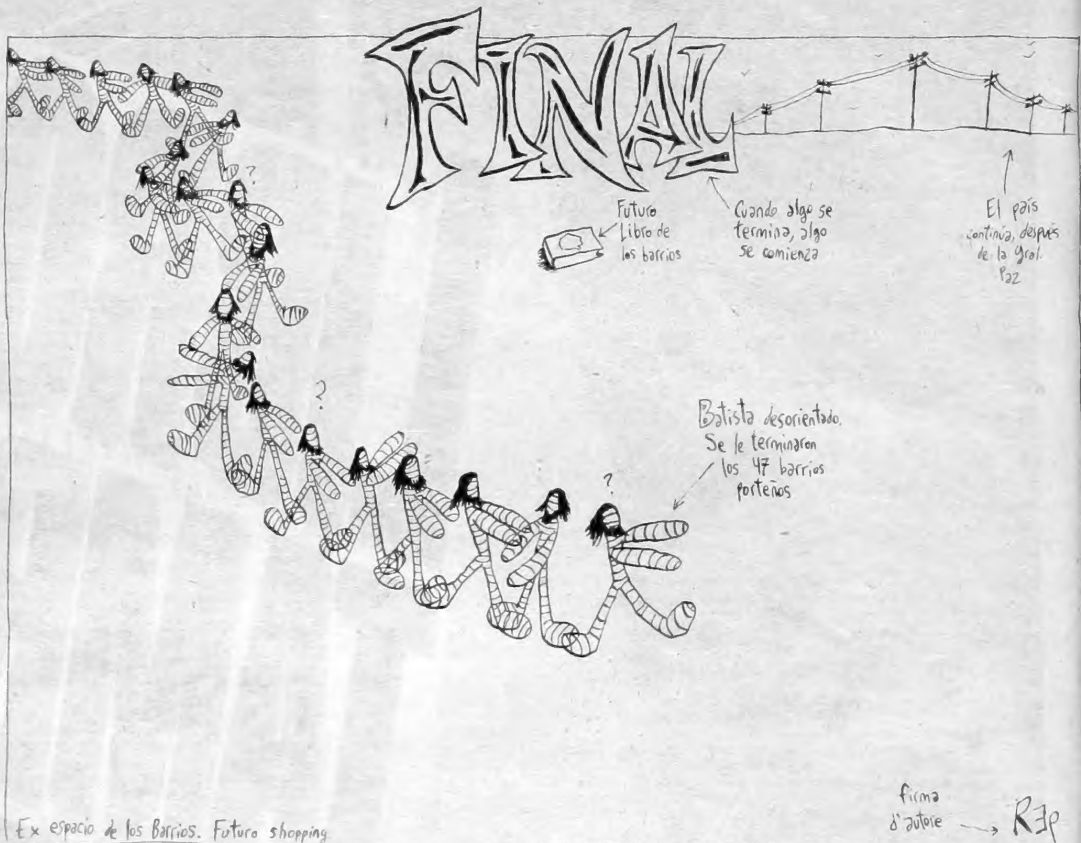 FINAL
?
Futuro
Libro de
los barrios
Cuando algo se
termina, algo
se comienza
El país
continúa, después
de la Gral.
Paz
?
Batista desorientado.
Se le terminaron
los 47 barrios
porteños
?
Ex espacio de los Barrios. Futuro shopping.
firma
d'autore
REP